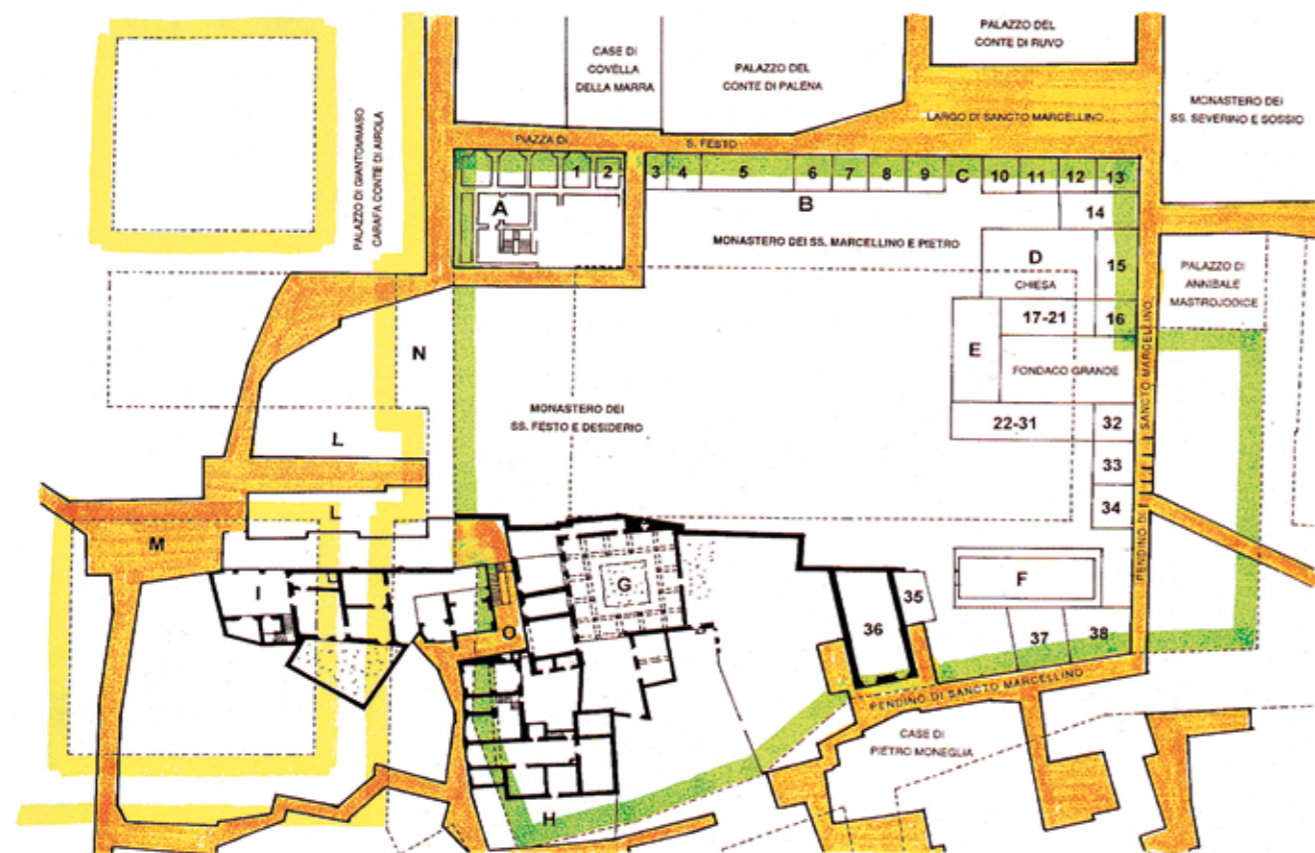 PALAZZO DEL
CONTE DI RUVO
CASE DI
COVELLA
DELLA MARRA
PALAZZO DEL
CONTE DI PALENA
MONASTERO DEI
SS. SEVERINO E SOSSIO
LARGO DI SANCTO MARCELLINO
PIAZZA DI
S. FESTO
PALAZZO DI GIANTOMMASO
CARAFA CONTE DI AIROLA
1
2
3
4
5
6
7
8
9
C
10
11
12
13
A
B
14
MONASTERO DEI SS. MARCELLINO E PIETRO
D
CHIESA
15
PALAZZO DI
ANNIBALE
MASTROJODICE
17-21
16
N
E
FONDACO GRANDE
PENDINO DI SANCTO MARCELLINO
MONASTERO DEI
SS. FESTO E DESIDERIO
L
22-31
32
33
L
34
M
I
G
F
35
O
36
37
38
PENDINO DI SANCTO MARCELLINO
CASE DI
PIETRO MONEGLIA
H